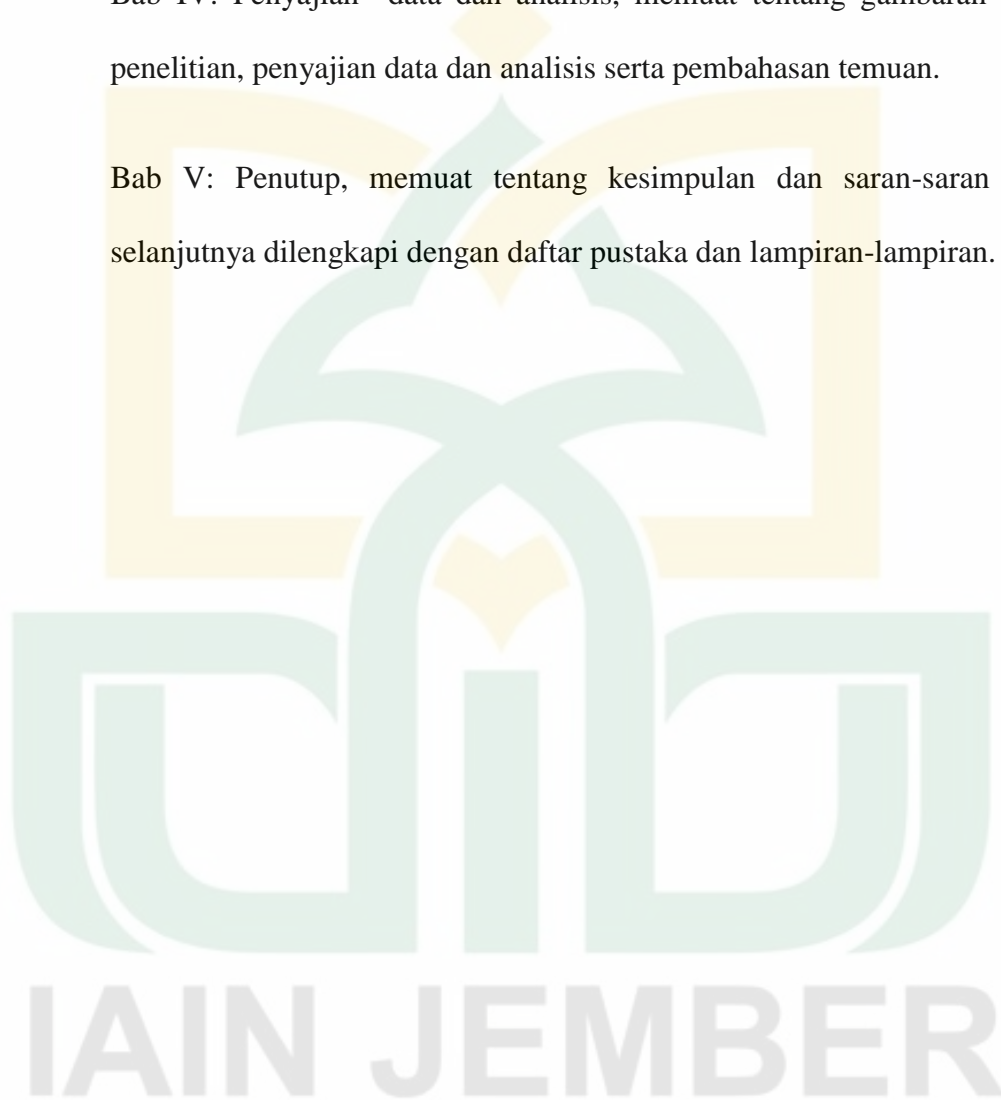 Bab IV: Penyajian data dan analisis, memuat tentang gambaran
penelitian, penyajian data dan analisis serta pembahasan temuan.
Bab V: Penutup, memuat tentang kesimpulan dan saran-saran
selanjutnya dilengkapi dengan daftar pustaka dan lampiran-lampiran.
IAIN JEMBER